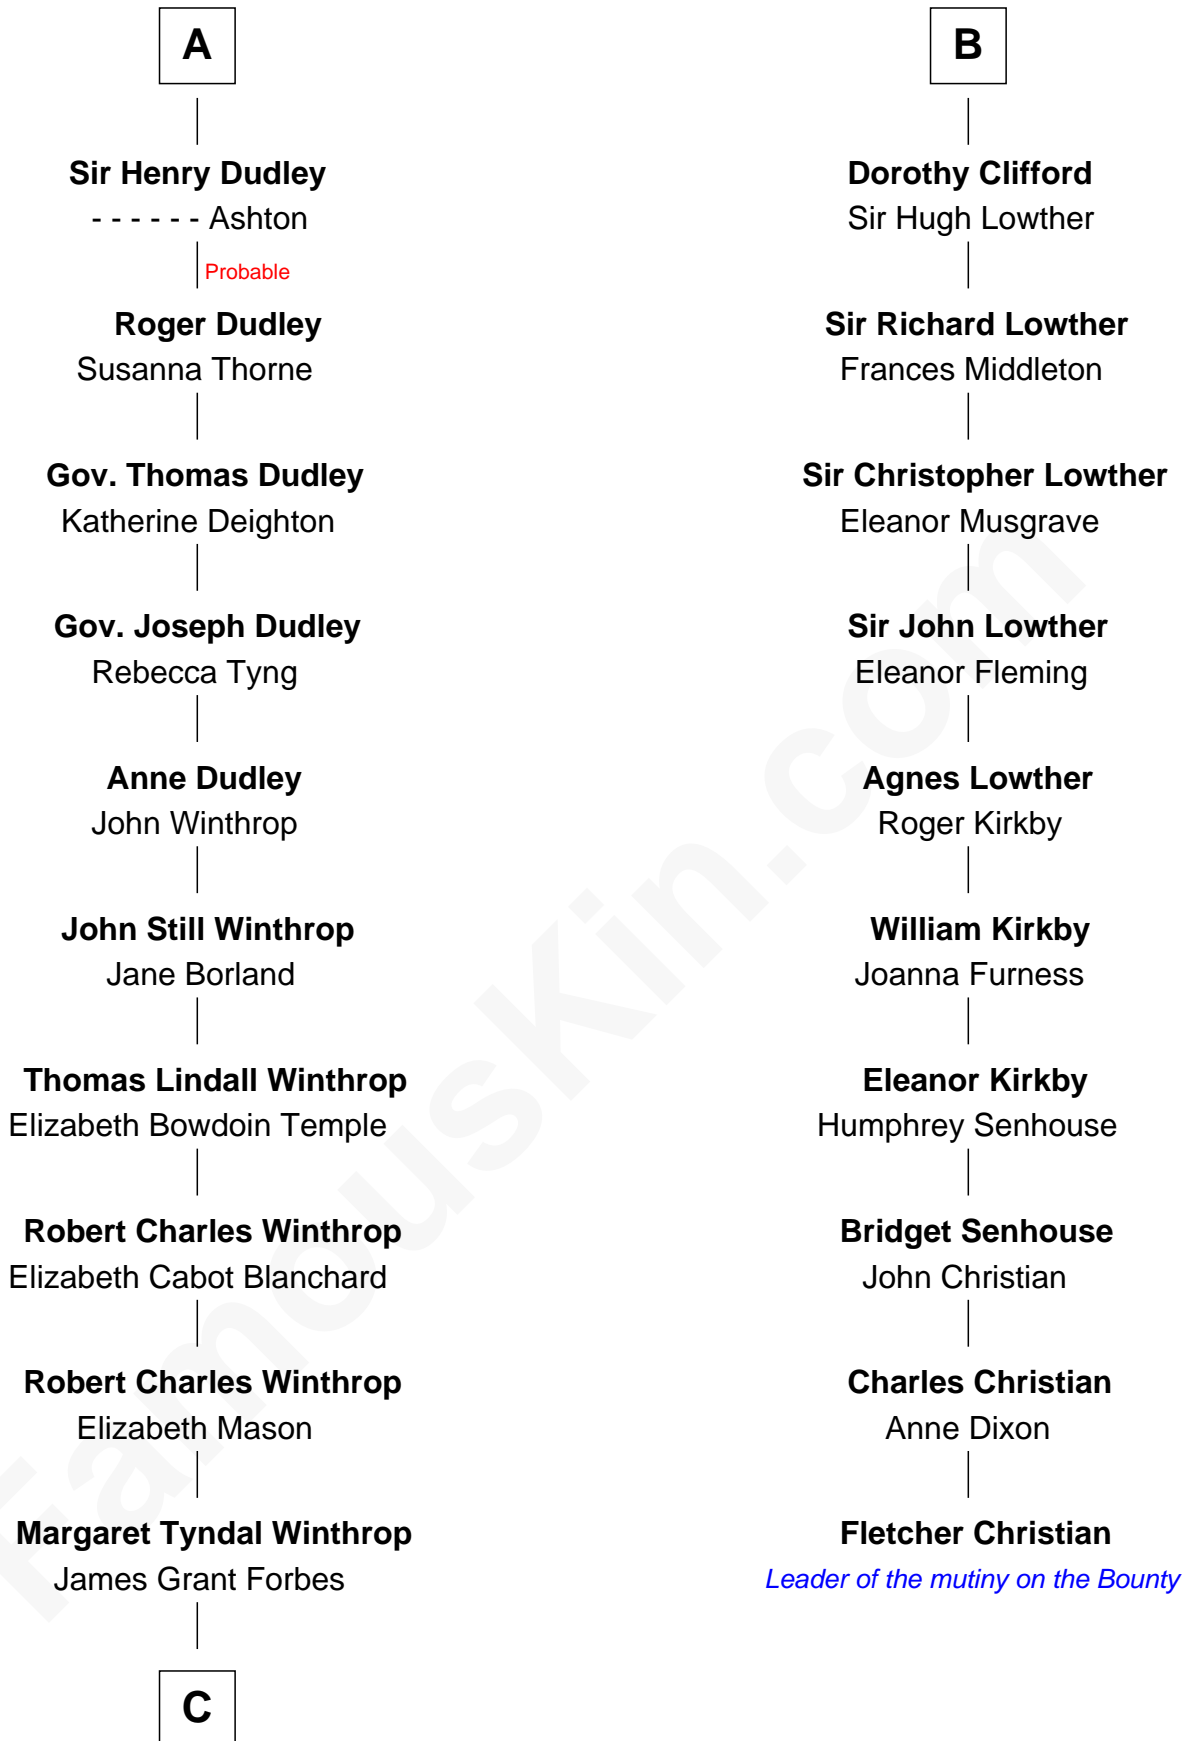 A
Sir Henry Dudley
- - - - - - Ashton
Probable
Roger Dudley
Susanna Thorne
Gov. Thomas Dudley
Katherine Deighton
Gov. Joseph Dudley
Rebecca Tyng
Anne Dudley
John Winthrop
John Still Winthrop
Jane Borland
Thomas Lindall Winthrop
Elizabeth Bowdoin Temple
Robert Charles Winthrop
Elizabeth Cabot Blanchard
Robert Charles Winthrop
Elizabeth Mason
Margaret Tyndal Winthrop
James Grant Forbes
C
B
Dorothy Clifford
Sir Hugh Lowther
Sir Richard Lowther
Frances Middleton
Sir Christopher Lowther
Eleanor Musgrave
Sir John Lowther
Eleanor Fleming
Agnes Lowther
Roger Kirkby
William Kirkby
Joanna Furness
Eleanor Kirkby
Humphrey Senhouse
Bridget Senhouse
John Christian
Charles Christian
Anne Dixon
Fletcher Christian
Leader of the mutiny on the Bounty
FamousKin.com